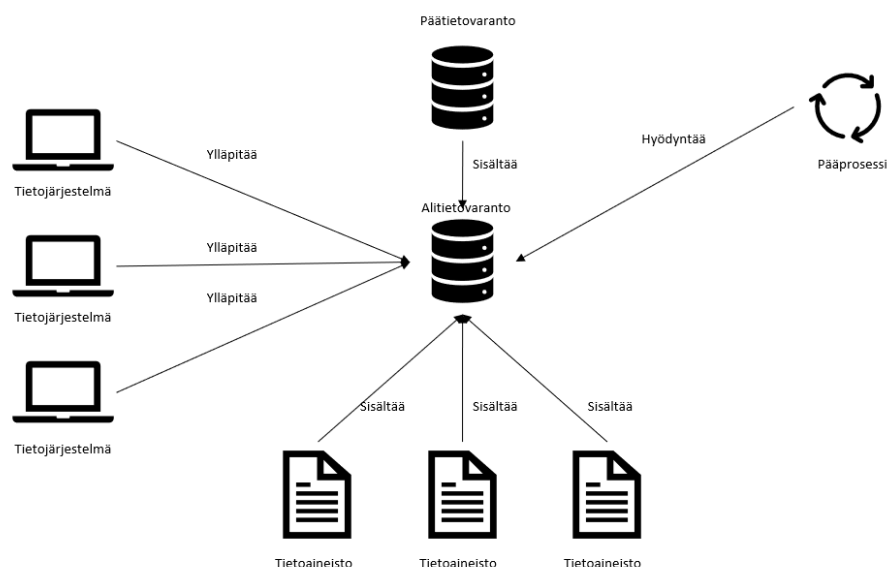 Päätietovaranto
Hyödyntää
Ylläpitää
Sisältää
Pääprosessi
Tietojärjestelmä
Alitietovaranto
Ylläpitää
Ylläpitää
Tietojärjestelmä
Sisältää
Sisältää
Sisältää
Tietojärjestelmä
Tietoaineisto
Tietoaineisto
Tietoaineisto